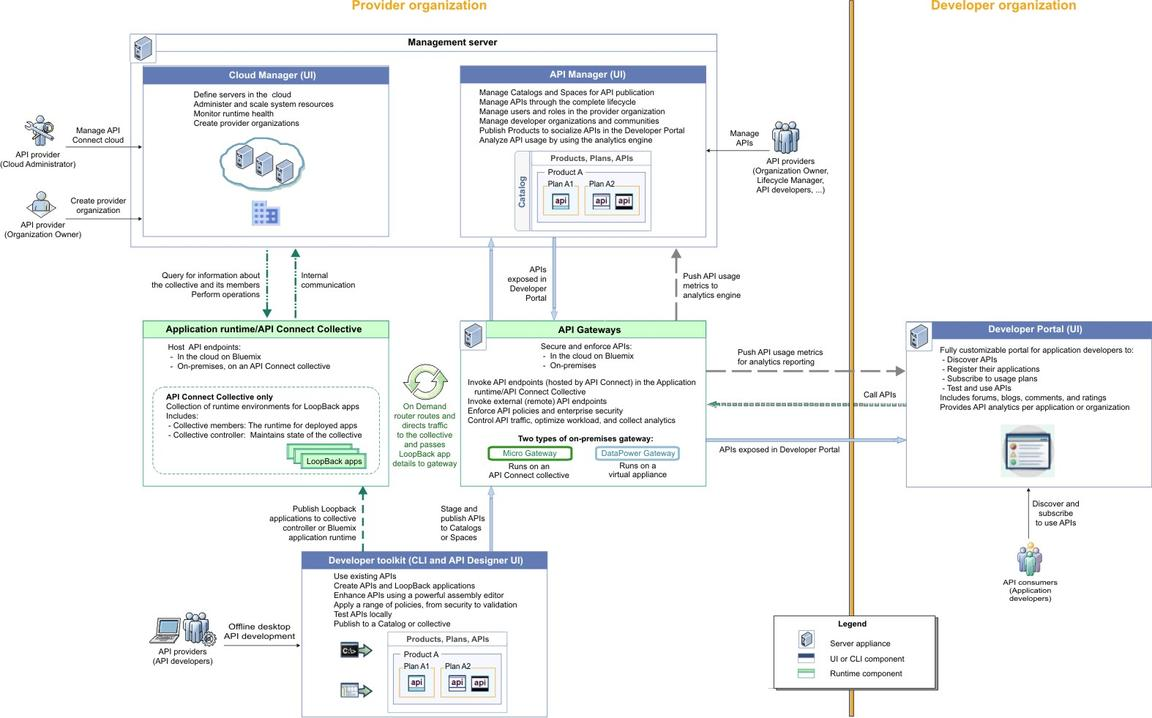 Provider organization
Developer organization
Management server
Cloud Manager (UI)
Define servers in the cloud
Administer and scale system resources
Monitor runtime health
Create provider organizations
API Manager (UI)
Manage Catalogs and Spaces for API publication
Manage APIs through the complete lifecycle
Manage users and roles in the provider organization
Manage developer organizations and communities
Publish Products to socialize APIs in the Developer Portal
Analyze API usage by using the analytics engine
Catalog
Products, Plans, APIs
Product A
Plan A1
Plan A2
api
api
api
Manage API
Connect cloud
API provider
(Cloud Administrator)
Create provider
organization
API provider
(Organization Owner)
Manage
APIs
API providers
(Organization Owner,
Lifecycle Manager,
API developers, ...)
Query for information about
the collective and its members
Perform operations
Internal
communication
APIs
exposed in
Developer
Portal
Push API usage
metrics to
analytics engine
Application runtime/API Connect Collective
Host API endpoints:
- In the cloud on Bluemix
- On-premises, on an API Connect collective
API Connect Collective only
Collection of runtime environments for LoopBack apps
Includes:
- Collective members: The runtime for deployed apps
- Collective controller: Maintains state of the collective
LoopBack apps
On Demand
router routes and
directs traffic
to the collective
and passes
LoopBack app
details to gateway
API Gateways
Secure and enforce APIs:
- In the cloud on Bluemix
- On-premises
Invoke API endpoints (hosted by API Connect) in the Application
runtime/API Connect Collective
Invoke external (remote) API endpoints
Enforce API policies and enterprise security
Control API traffic, optimize workload, and collect analytics
Two types of on-premises gateway:
Micro Gateway
Runs on an
API Connect collective
DataPower Gateway
Runs on a
virtual appliance
Push API usage metrics
for analytics reporting
Call APIs
APIs exposed in Developer Portal
Developer Portal (UI)
Fully customizable portal for application developers to:
- Discover APIs
- Register their applications
- Subscribe to usage plans
- Test and use APIs
Includes forums, blogs, comments, and ratings
Provides API analytics per application or organization
Discover and
subscribe
to use APIs
API consumers
(Application
developers)
Publish Loopback
applications to collective
controller or Bluemix
application runtime
Stage and
publish APIs
to Catalogs
or Spaces
Developer toolkit (CLI and API Designer UI)
Use existing APIs
Create APIs and LoopBack applications
Enhance APIs using a powerful assembly editor
Apply a range of policies, from security to validation
Test APIs locally
Publish to a Catalog or collective
C:\>
Products, Plans, APIs
Product A
Plan A1
Plan A2
api
api
api
Offline desktop
API development
API providers
(API developers)
Legend
Server appliance
UI or CLI component
Runtime component